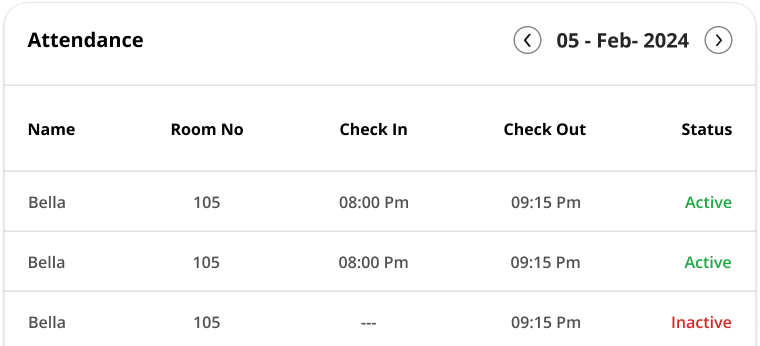 Attendance 05 - Feb- 2024
Name Room No Check In Check Out Status
Bella 105 08:00 Pm 09:15 Pm Active
Bella 105 08:00 Pm 09:15 Pm Active
Bella 105 --- 09:15 Pm Inactive